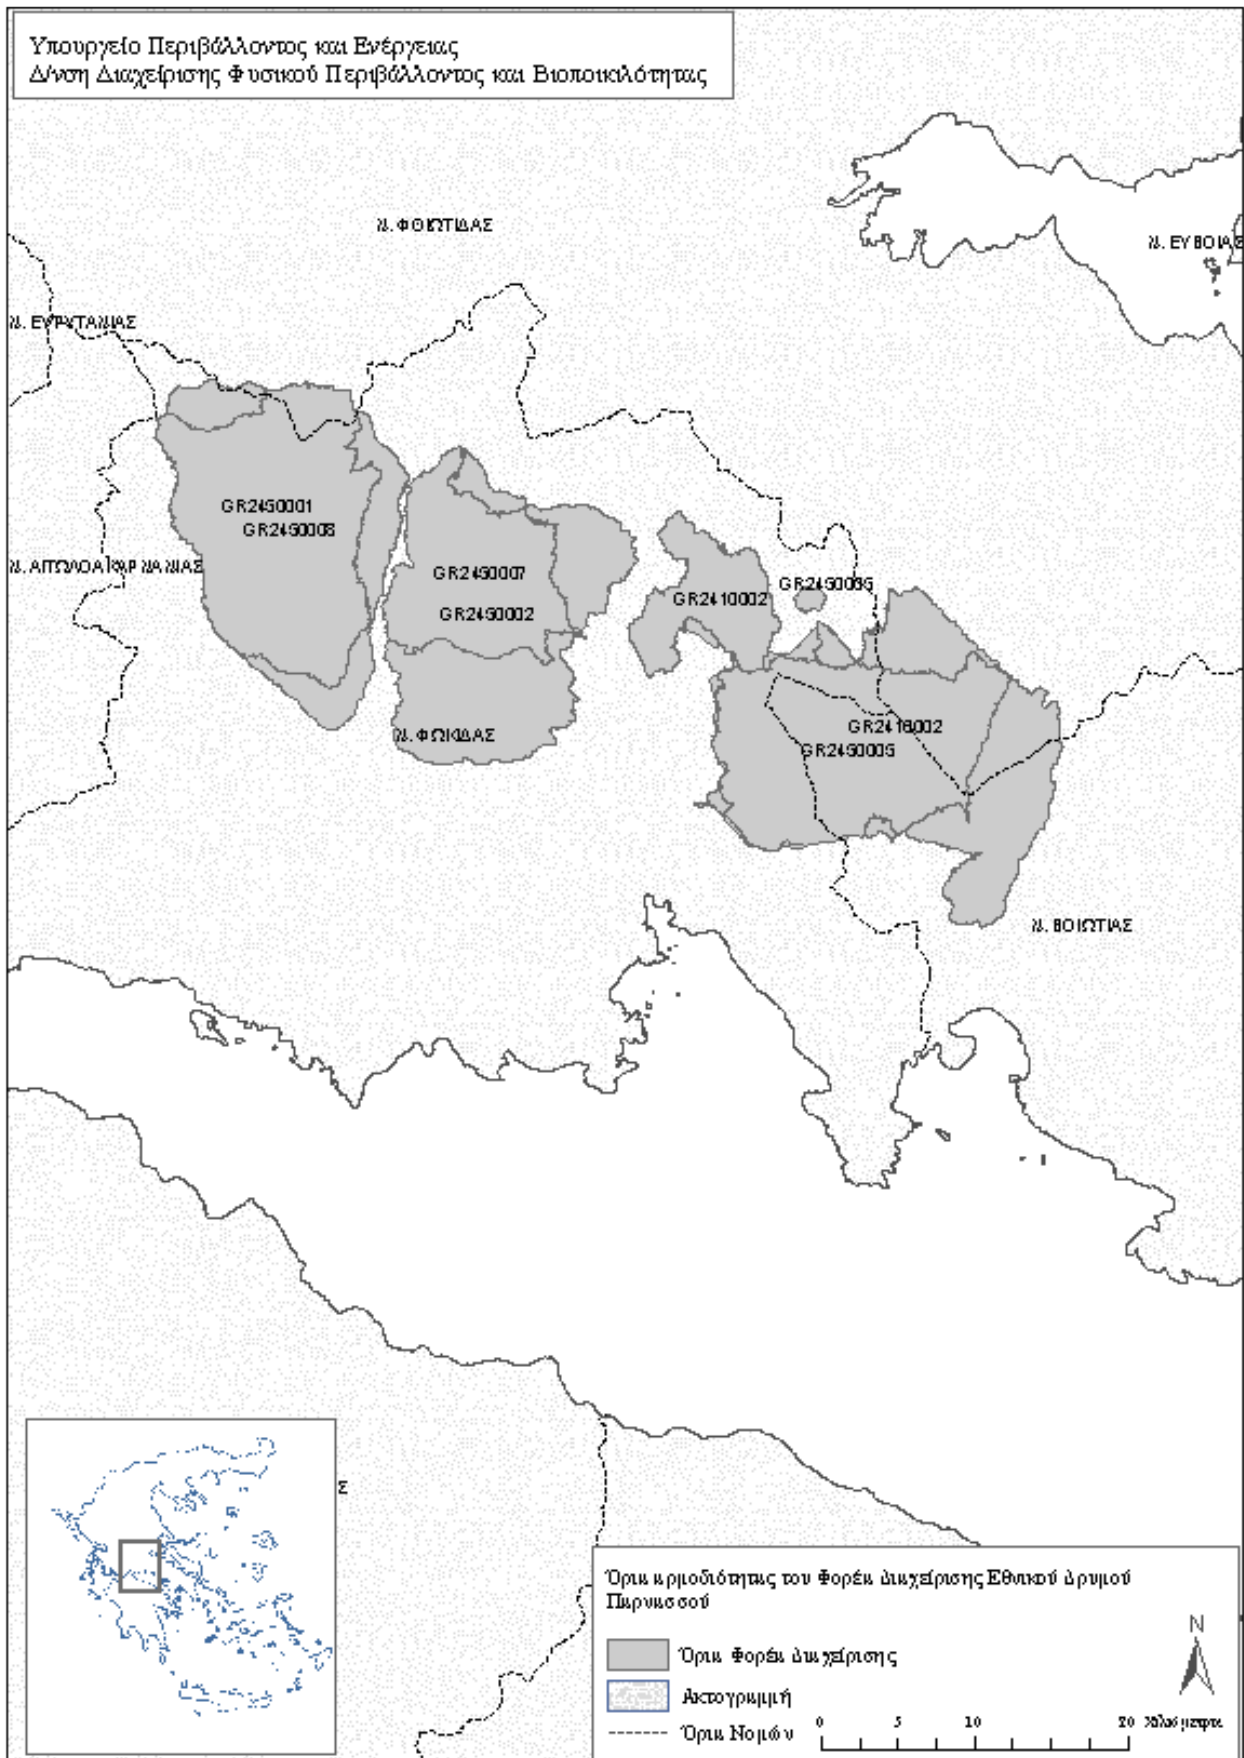 Υπουργείο Περιβάλλοντος και Ενέργειας
Δ/νση Διαχείρισης Φυσικού Περιβάλλοντος και Βιοποικιλότητας
Ν. ΦΘΙΩΤΙΔΑΣ
Ν. ΕΥΒΟΙΑΣ
Ν. ΕΥΡΥΤΑΝΙΑΣ
GR2450001
GR2450008
Ν. ΑΙΤΩΛΟΑΚΑΡΝΑΝΙΑΣ
GR2450007
GR2450002
GR2410002
GR2450005
GR2410002
GR2450005
Ν. ΦΩΚΙΔΑΣ
Ν. ΒΟΙΩΤΙΑΣ
Σ
Όρια αρμοδιότητας του Φορέα Διαχείρισης Εθνικού Δρυμού
Παρνασσού
N
Όρια Φορέα Διαχείρισης
Ακτογραμμή
Όρια Νομών
0 5 10 20 Χιλιόμετρα